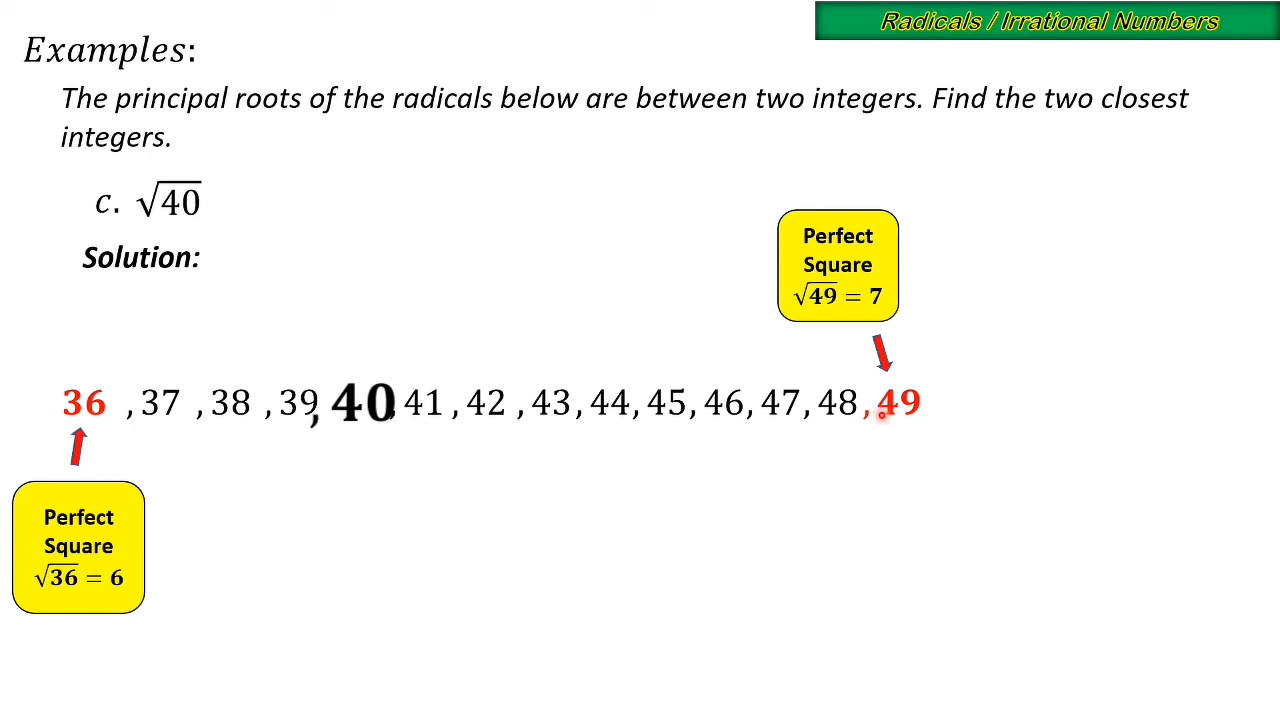 Radicals / Irrational Numbers
Examples:
The principal roots of the radicals below are between two integers. Find the two closest
integers.
c. √40
Solution:
Perfect
Square
√49 = 7
36 , 37 , 38 , 39, 40, 41 , 42 , 43, 44, 45, 46, 47, 48, 49
Perfect
Square
√36 = 6